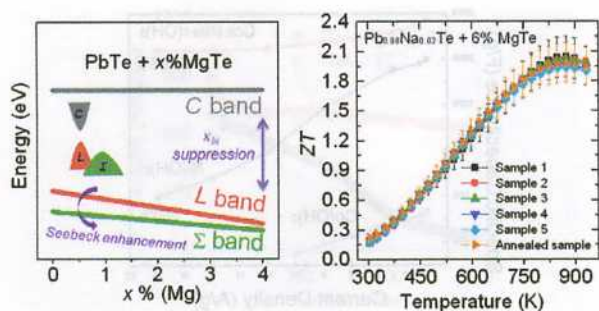 PbTe + x%MgTe
C band
C
L
Σ
suppression
L band
Seebeck enhancement
Σ band
Energy (eV)
0 1 2 3 4
x % (Mg)
Pb0.98Na0.02Te + 6% MgTe
2.4
2.1
1.8
1.5
1.2
0.9
0.6
0.3
0.0
ZT
Sample 1
Sample 2
Sample 3
Sample 4
Sample 5
Annealed sample
300 450 600 750 900
Temperature (K)